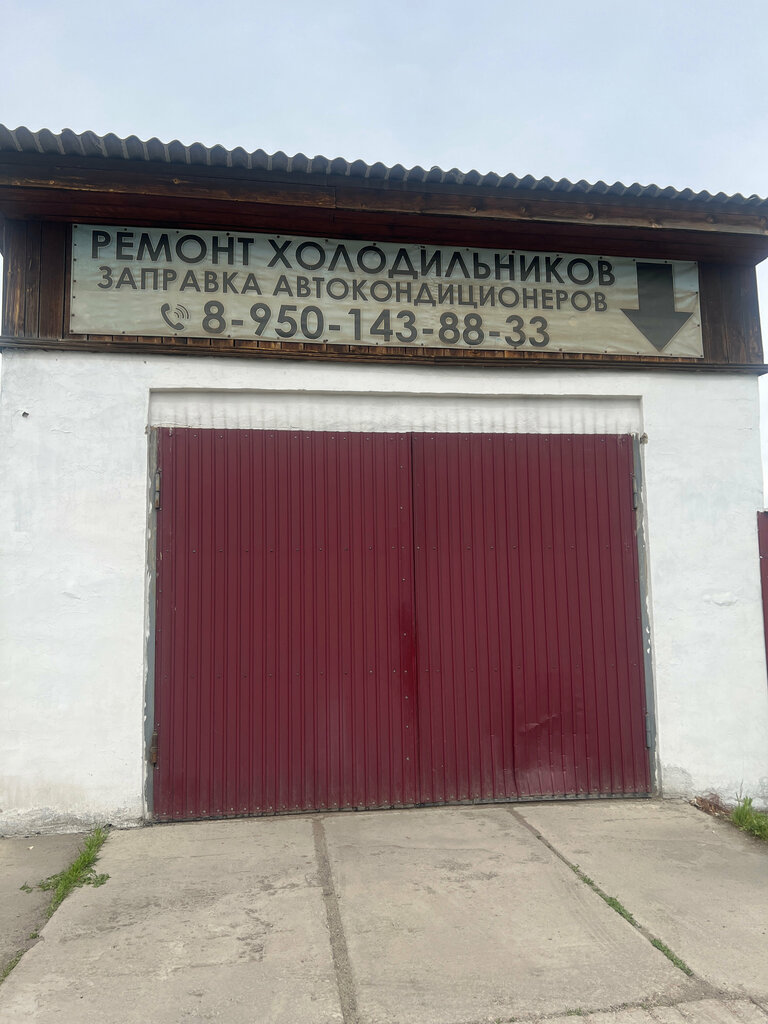 РЕМОНТ ХОЛОДИЛЬНИКОВ
ЗАПРАВКА АВТОКОНДИЦИОНЕРОВ
8-950-143-88-33